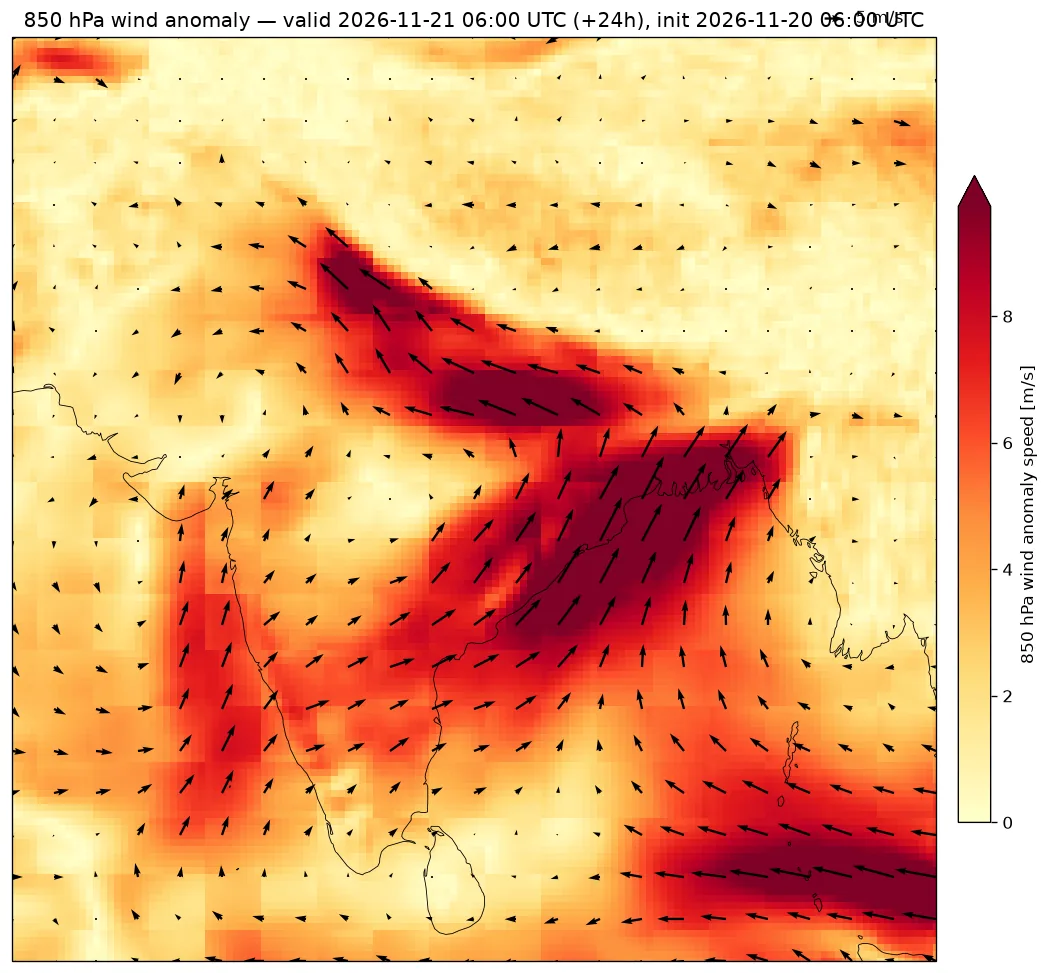 850 hPa wind anomaly — valid 2026-11-21 06:00 UTC (+24h), init 2026-11-20 06:00 UTC
5 m/s
8
6
4
2
0
850 hPa wind anomaly speed [m/s]